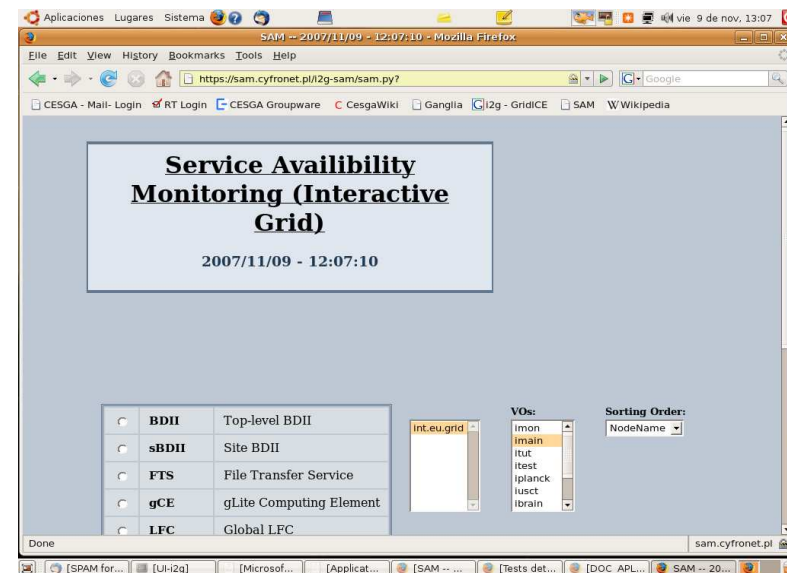 Aplicaciones Lugares Sistema vie 9 de nov, 13:07
SAM -- 2007/11/09 - 12:07:10 - Mozilla Firefox
File Edit View History Bookmarks Tools Help
https://sam.cyfronet.pl/i2g-sam/sam.py? Google
CESGA - Mail- Login RT Login CESGA Groupware CesgaWiki Ganglia i2g - GridICE SAM Wikipedia
Service Availibility
Monitoring (Interactive
Grid)
2007/11/09 - 12:07:10
VOs: Sorting Order:
BDII Top-level BDII int.eu.grid imon NodeName
imain
sBDII Site BDII itut
itest
FTS File Transfer Service iplanck
iusct
gCE gLite Computing Element ibrain
LFC Global LFC
Done sam.cyfronet.pl
[SPAM for... [UI-i2g] [Microsof... [Applicat... [SAM -- ... [Tests det... [DOC_APL... SAM -- 20...